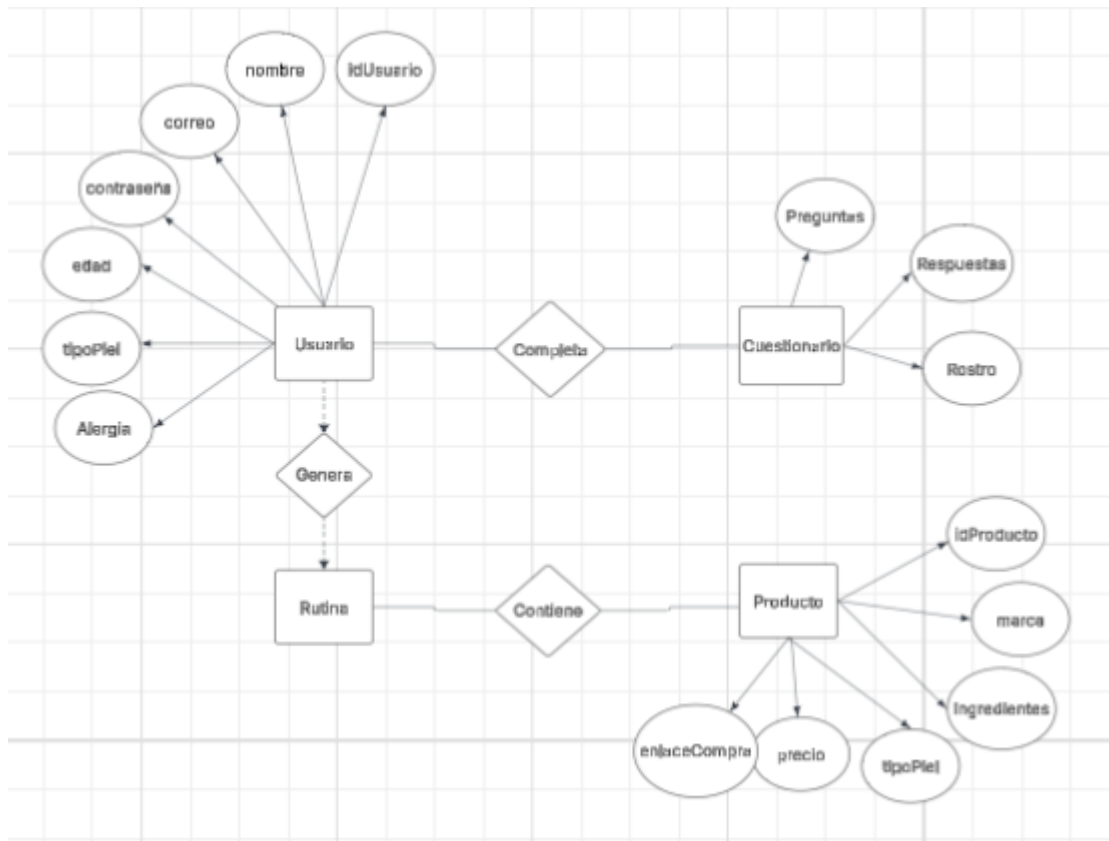 nombre
idUsuario
correo
contraseña
edad
tipoPiel
Alergia
Usuario
Completa
Cuestionario
Preguntas
Respuestas
Rostro
Genera
Rutina
Contiene
Producto
idProducto
marca
Ingredientes
enlaceCompra
precio
tipoPiel